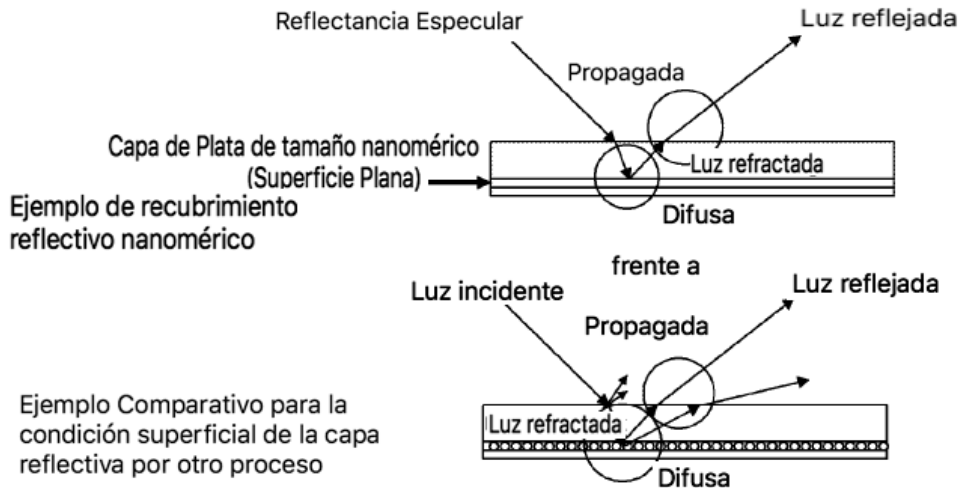 Reflectancia Especular
Luz reflejada
Propagada
Capa de Plata de tamaño nanomérico
(Superficie Plana)
Luz refractada
Difusa
Ejemplo de recubrimiento
reflectivo nanomérico
frente a
Luz incidente
Luz reflejada
Propagada
Ejemplo Comparativo para la
condición superficial de la capa
reflectiva por otro proceso
Luz refractada
Difusa